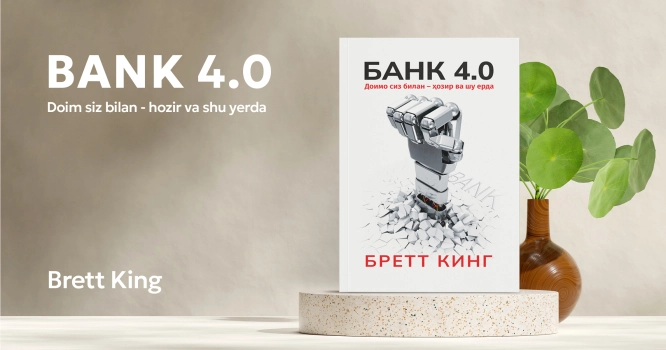 BANK 4.0
Doim siz bilan - hozir va shu yerda
Brett King
БАНК 4.0
Доимо сиз билан – ҳозир ва шу ерда
BANK
БРЕТТ КИНГ